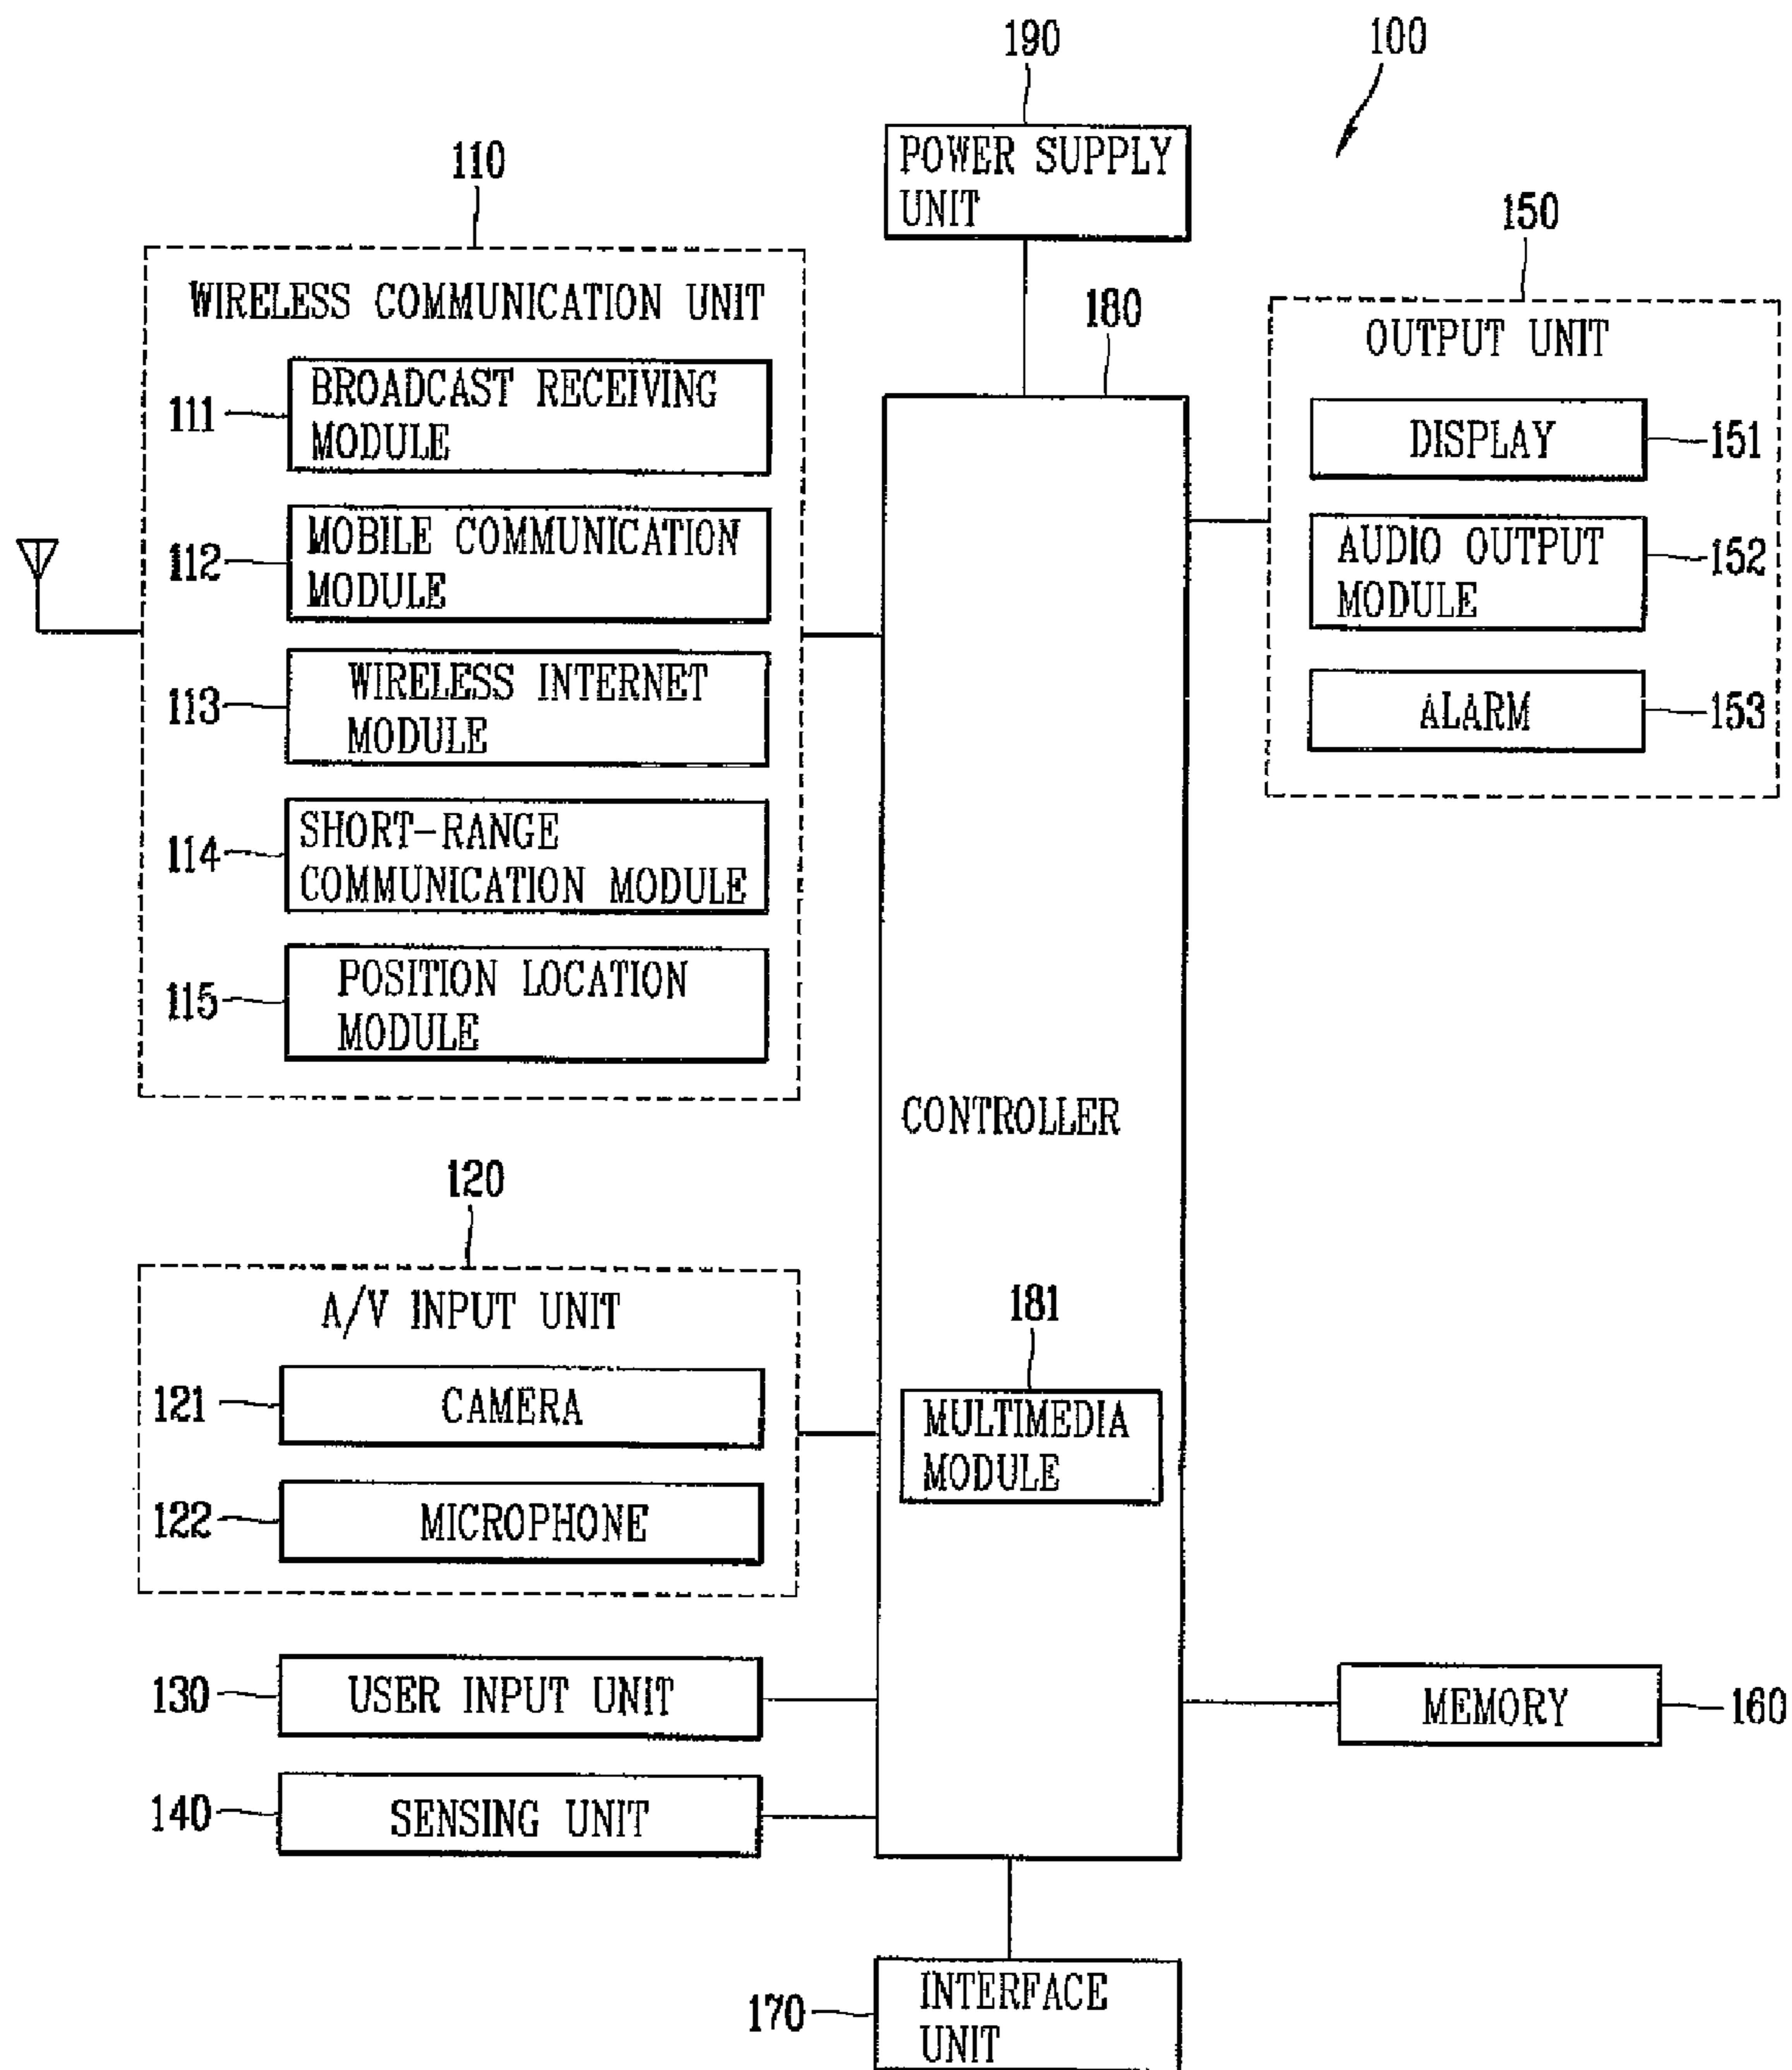 190
100
POWER SUPPLY
UNIT
110
WIRELESS COMMUNICATION UNIT
111
BROADCAST RECEIVING
MODULE
112
MOBILE COMMUNICATION
MODULE
113
WIRELESS INTERNET
MODULE
114
SHORT-RANGE
COMMUNICATION MODULE
115
POSITION LOCATION
MODULE
180
CONTROLLER
181
MULTIMEDIA
MODULE
150
OUTPUT UNIT
DISPLAY
151
AUDIO OUTPUT
MODULE
152
ALARM
153
120
A/V INPUT UNIT
121
CAMERA
122
MICROPHONE
130
USER INPUT UNIT
140
SENSING UNIT
MEMORY
160
170
INTERFACE
UNIT